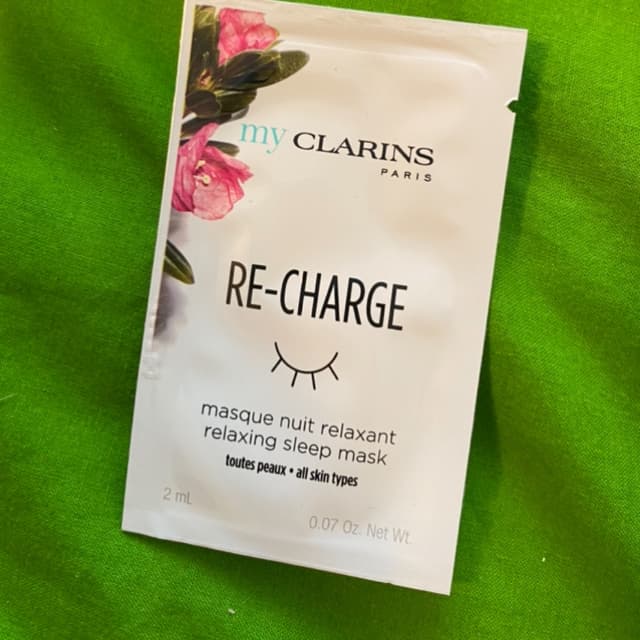 my CLARINS
PARIS
RE-CHARGE
masque nuit relaxant
relaxing sleep mask
toutes peaux • all skin types
2 mL
0.07 Oz. Net Wt.